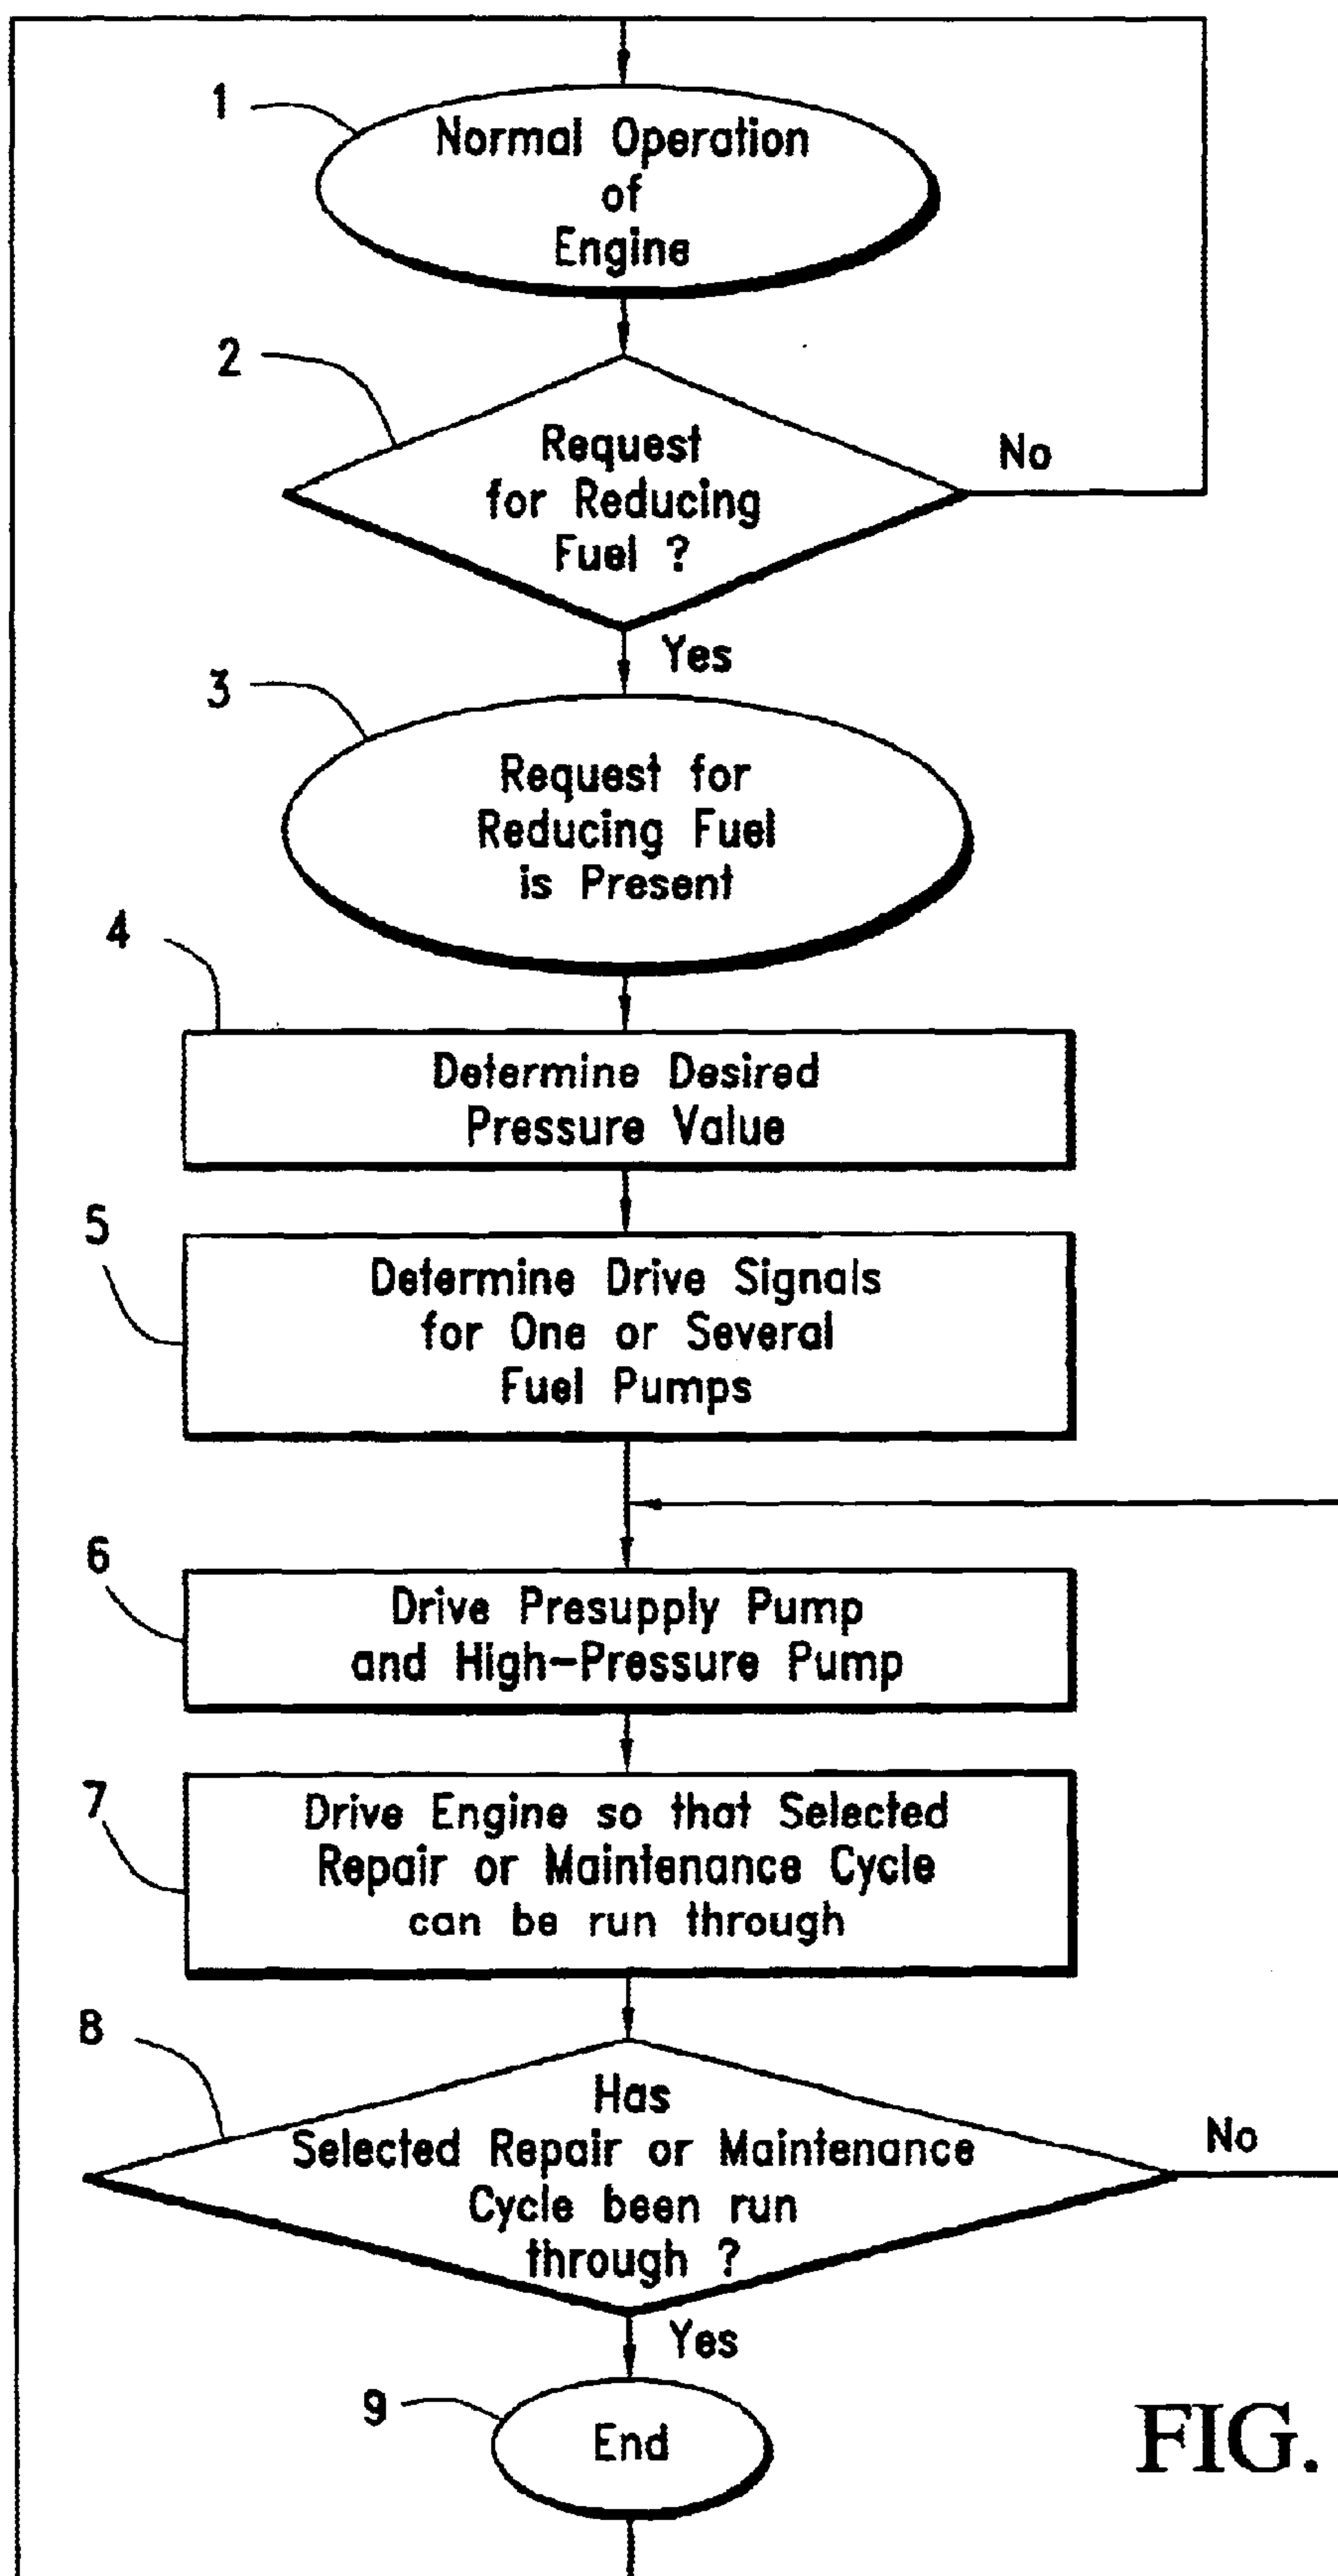 1
Normal Operation
of
Engine
2
Request
for Reducing
Fuel ?
No
Yes
3
Request for
Reducing Fuel
is Present
4
Determine Desired
Pressure Value
5
Determine Drive Signals
for One or Several
Fuel Pumps
6
Drive Presupply Pump
and High-Pressure Pump
7
Drive Engine so that Selected
Repair or Maintenance Cycle
can be run through
8
Has
Selected Repair or Maintenance
Cycle been run
through ?
No
Yes
9
End
FIG.